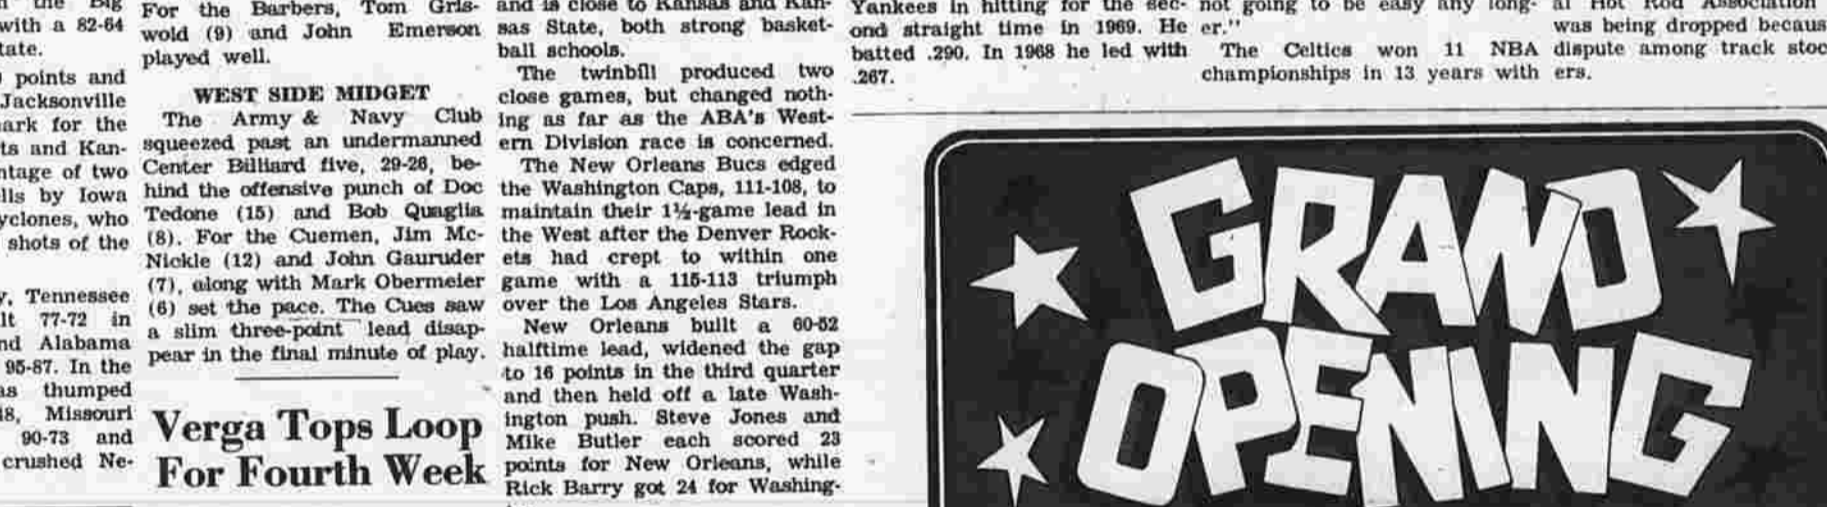 with a 82-64
tate.
points and
Jacksonville
ark for the
ts and Kan-
ntage of two
lls by Iowa
yclones, who
shots of the
Tennessee
lt 77-72 in
nd Alabama
95-87. In the
as thumped
Missouri
90-73 and
crushed Ne-
For the Barbers, Tom Gris-
wold (9) and John Emerson
played well.
WEST SIDE MIDGET
The Army & Navy Club
squeezed past an undermanned
Center Billiard five, 29-26, be-
hind the offensive punch of Doc
Tedone (15) and Bob Quaglia
(8). For the Cuemen, Jim Mc-
Nickle (12) and John Gauruder
(7), along with Mark Obermeier
(6) set the pace. The Cues saw
a slim three-point lead disap-
pear in the final minute of play.
Verga Tops Loop
For Fourth Week
and is close to Kansas and Kan-
sas State, both strong basket-
ball schools.
The twinbill produced two
close games, but changed noth-
ing as far as the ABA's West-
ern Division race is concerned.
The New Orleans Bucs edged
the Washington Caps, 111-108, to
maintain their 1½-game lead in
the West after the Denver Rock-
ets had crept to within one
game with a 115-113 triumph
over the Los Angeles Stars.
New Orleans built a 60-52
halftime lead, widened the gap
to 16 points in the third quarter
and then held off a late Wash-
ington push. Steve Jones and
Mike Butler each scored 23
points for New Orleans, while
Rick Barry got 24 for Washing-
Yankees in hitting for the sec-
ond straight time in 1969. He
batted .290. In 1968 he led with
.267.
not going to be easy any long-
er."
The Celtics won 11 NBA
championships in 13 years with
al Hot Rod Association
was being dropped becaus
dispute among track stoc
ers.
GRAND
OPENING